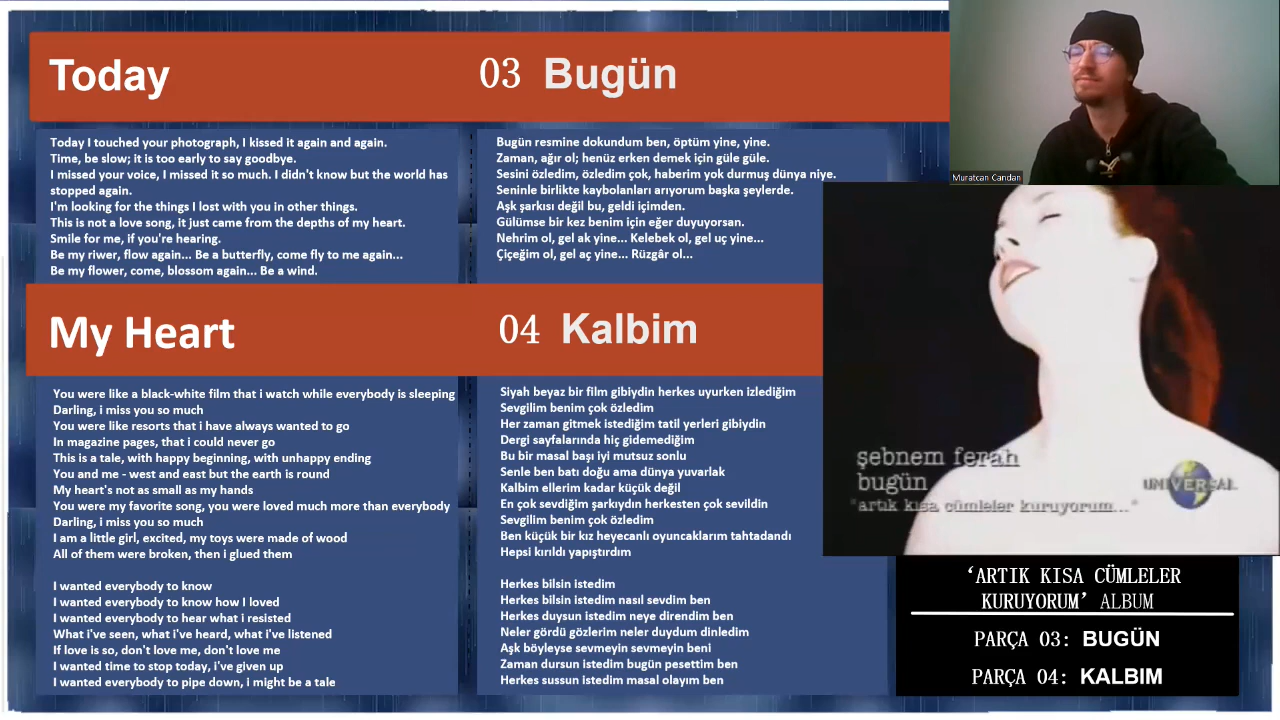 Today
03 Bugün
Today I touched your photograph, I kissed it again and again.
Time, be slow; it is too early to say goodbye.
I missed your voice, I missed it so much. I didn't know but the world has
stopped again.
I'm looking for the things I lost with you in other things.
This is not a love song, it just came from the depths of my heart.
Smile for me, if you're hearing.
Be my riwer, flow again... Be a butterfly, come fly to me again...
Be my flower, come, blossom again... Be a wind.
Bugün resmine dokundum ben, öptüm yine, yine.
Zaman, ağır ol; henüz erken demek için güle güle.
Sesini özledim, özledim çok, haberim yok durmuş dünya niye.
Seninle birlikte kaybolanları arıyorum başka şeylerde.
Aşk şarkısı değil bu, geldi içimden.
Gülümse bir kez benim için eğer duyuyorsan.
Nehrim ol, gel ak yine... Kelebek ol, gel uç yine...
Çiçeğim ol, gel aç yine... Rüzgâr ol...
Muratcan Candan
My Heart
04 Kalbim
You were like a black-white film that i watch while everybody is sleeping
Darling, i miss you so much
You were like resorts that i have always wanted to go
In magazine pages, that i could never go
This is a tale, with happy beginning, with unhappy ending
You and me - west and east but the earth is round
My heart's not as small as my hands
You were my favorite song, you were loved much more than everybody
Darling, i miss you so much
I am a little girl, excited, my toys were made of wood
All of them were broken, then i glued them
I wanted everybody to know
I wanted everybody to know how I loved
I wanted everybody to hear what i resisted
What i've seen, what i've heard, what i've listened
If love is so, don't love me, don't love me
I wanted time to stop today, i've given up
I wanted everybody to pipe down, i might be a tale
Siyah beyaz bir film gibiydin herkes uyurken izlediğim
Sevgilim benim çok özledim
Her zaman gitmek istediğim tatil yerleri gibiydin
Dergi sayfalarında hiç gidemediğim
Bu bir masal başı iyi mutsuz sonlu
Senle ben batı doğu ama dünya yuvarlak
Kalbim ellerim kadar küçük değil
En çok sevdiğim şarkıydın herkesten çok sevildin
Sevgilim benim çok özledim
Ben küçük bir kız heyecanlı oyuncaklarım tahtadandı
Hepsi kırıldı yapıştırdım
Herkes bilsin istedim
Herkes bilsin istedim nasıl sevdim ben
Herkes duysun istedim neye direndim ben
Neler gördü gözlerim neler duydum dinledim
Aşk böyleyse sevmeyin sevmeyin beni
Zaman dursun istedim bugün pesettim ben
Herkes sussun istedim masal olayım ben
şebnem ferah
bugün
"artık kısa cümleler kuruyorum..."
UNIVERSAL
‘ARTIK KISA CÜMLELER
KURUYORUM’ ALBUM
PARÇA 03: BUGÜN
PARÇA 04: KALBIM